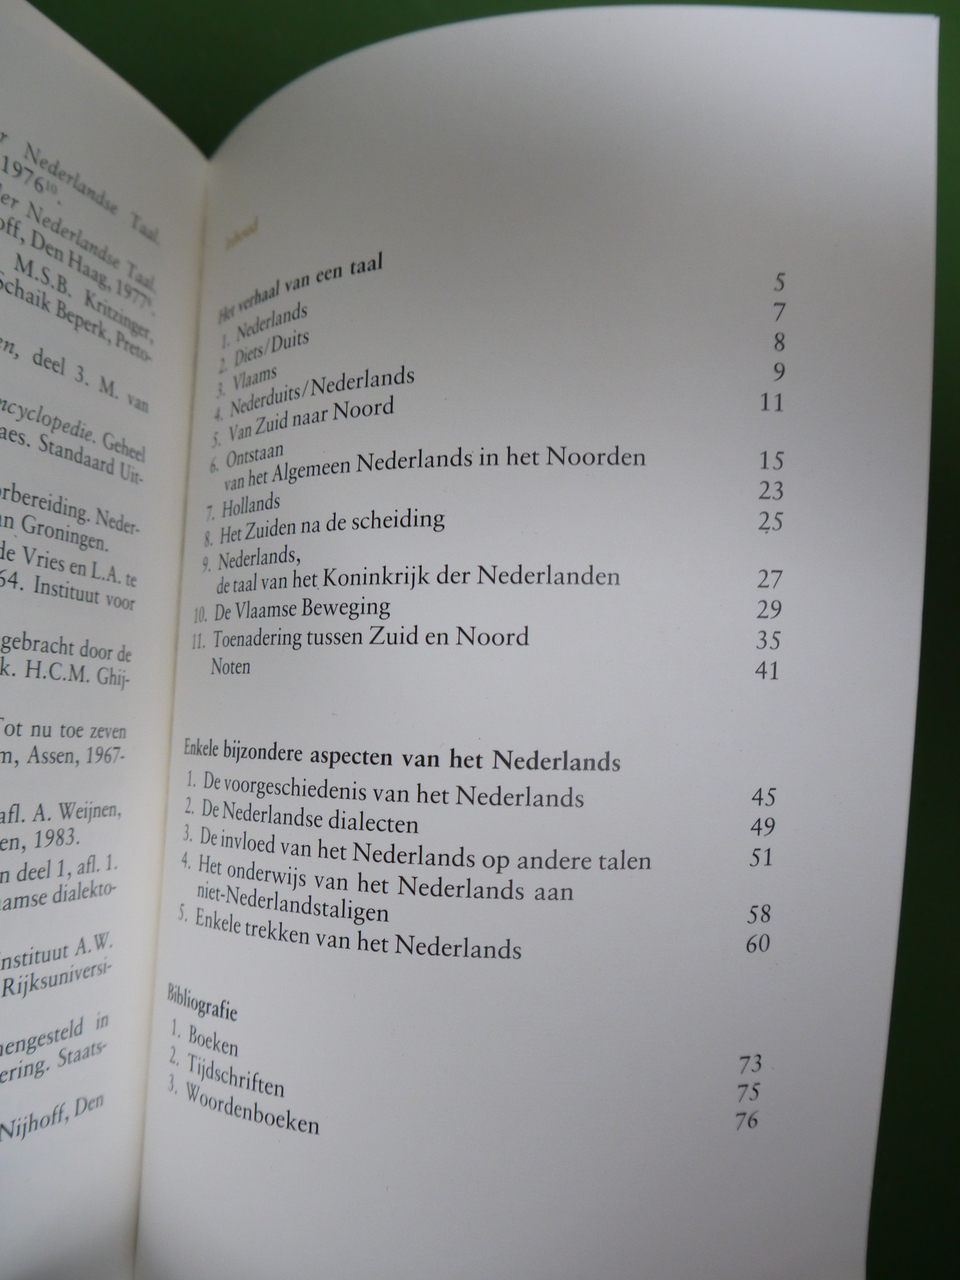 r Nederlandse Taal.
1976¹⁰.
der Nederlandse Taal.
off, Den Haag, 1977⁹.
M.S.B. Kritzinger,
Schaik Beperk, Preto-
en, deel 3. M. van
ncyclopedie. Geheel
aes. Standaard Uit-
orbereiding. Neder-
an Groningen.
de Vries en L.A. te
64. Instituut voor
gebracht door de
k. H.C.M. Ghij-
Tot nu toe zeven
m, Assen, 1967-
afl. A. Weijnen,
en, 1983.
n deel 1, afl. 1.
amse dialekto-
nstituut A.W.
Rijksuniversi-
nengesteld in
ering. Staats-
Nijhoff, Den
Inhoud
Het verhaal van een taal
1. Nederlands 5
2. Diets/Duits 7
3. Vlaams 8
4. Nederduits/Nederlands 9
5. Van Zuid naar Noord 11
6. Ontstaan
van het Algemeen Nederlands in het Noorden 15
7. Hollands 23
8. Het Zuiden na de scheiding 25
9. Nederlands,
de taal van het Koninkrijk der Nederlanden 27
10. De Vlaamse Beweging 29
11. Toenadering tussen Zuid en Noord 35
Noten 41
Enkele bijzondere aspecten van het Nederlands
1. De voorgeschiedenis van het Nederlands 45
2. De Nederlandse dialecten 49
3. De invloed van het Nederlands op andere talen 51
4. Het onderwijs van het Nederlands aan
niet-Nederlandstaligen 58
5. Enkele trekken van het Nederlands 60
Bibliografie
1. Boeken 73
2. Tijdschriften 75
3. Woordenboeken 76